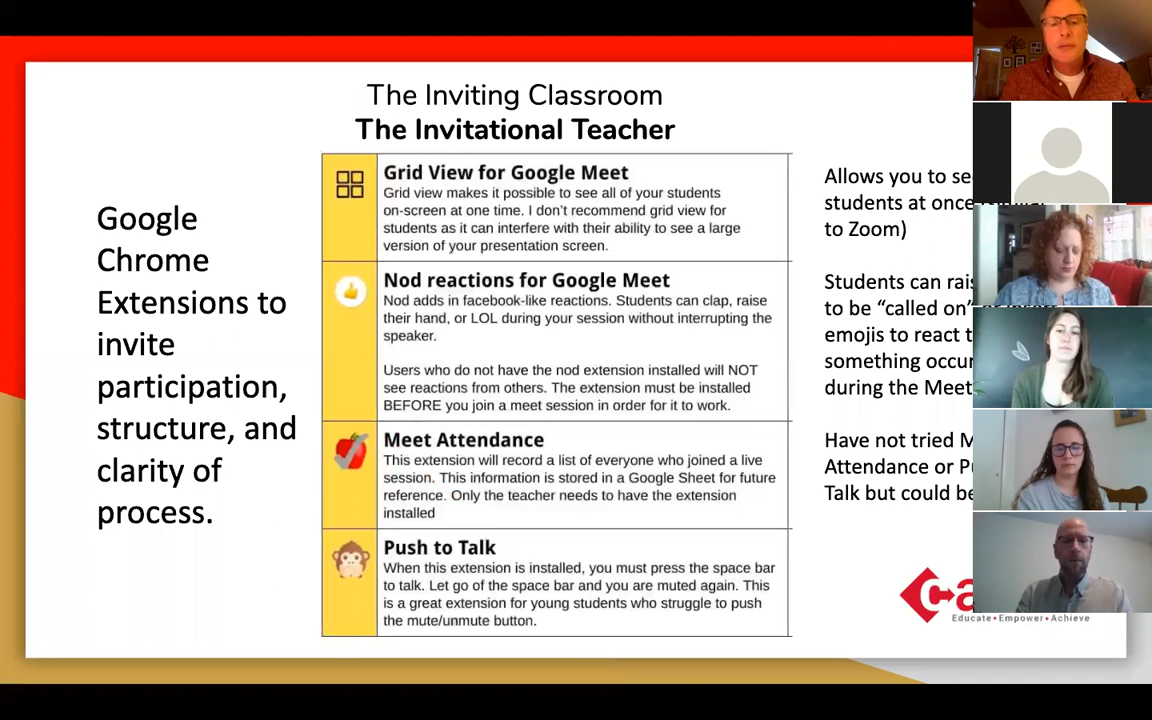 The Inviting Classroom
The Invitational Teacher
Google
Chrome
Extensions to
invite
participation,
structure, and
clarity of
process.
Grid View for Google Meet
Grid view makes it possible to see all of your students
on-screen at one time. I don't recommend grid view for
students as it can interfere with their ability to see a large
version of your presentation screen.
Nod reactions for Google Meet
Nod adds in facebook-like reactions. Students can clap, raise
their hand, or LOL during your session without interrupting the
speaker.
Users who do not have the nod extension installed will NOT
see reactions from others. The extension must be installed
BEFORE you join a meet session in order for it to work.
Meet Attendance
This extension will record a list of everyone who joined a live
session. This information is stored in a Google Sheet for future
reference. Only the teacher needs to have the extension
installed
Push to Talk
When this extension is installed, you must press the space bar
to talk. Let go of the space bar and you are muted again. This
is a great extension for young students who struggle to push
the mute/unmute button.
Allows you to
students at once
to Zoom)
Students can
to be “called on”
emojis to react
something
during the Meet
Have not tried
Attendance or
Talk but could
Educate • Empower • Achieve